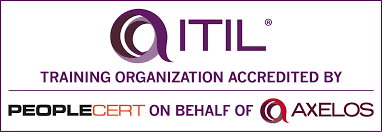 ITIL®
TRAINING ORGANIZATION ACCREDITED BY
PEOPLECERT ON BEHALF OF AXELOS